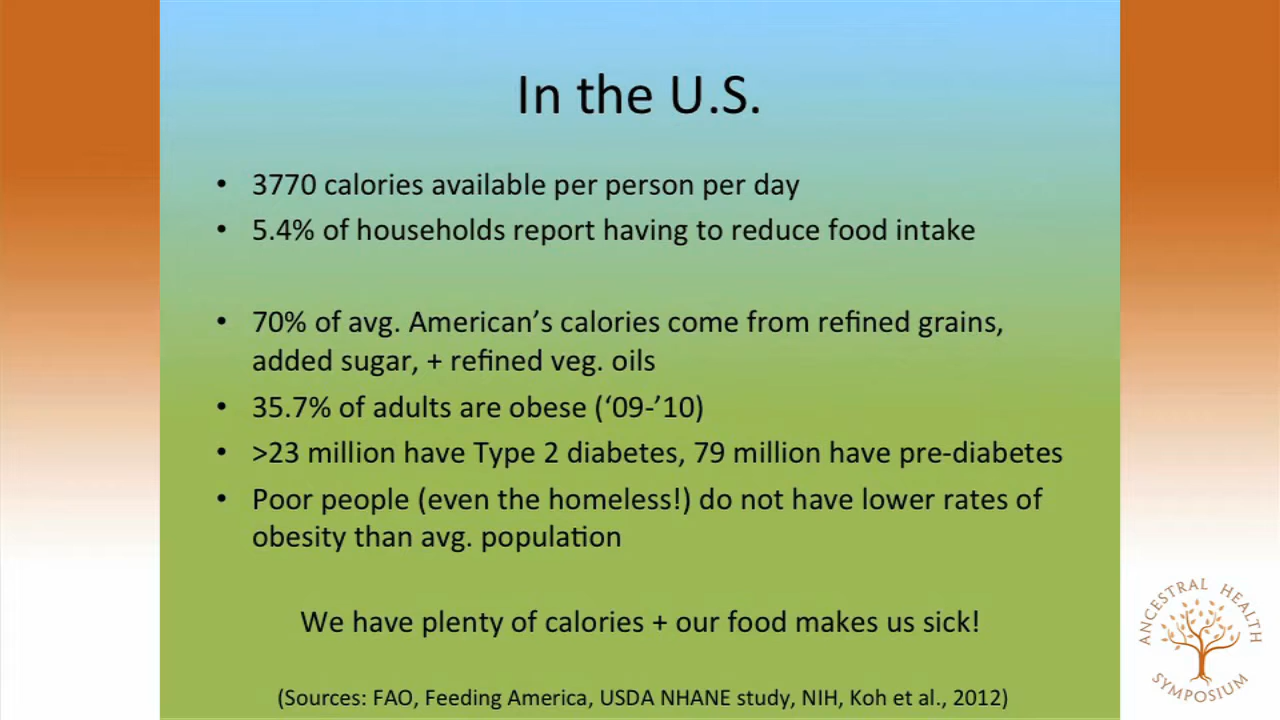 In the U.S.
• 3770 calories available per person per day
• 5.4% of households report having to reduce food intake
• 70% of avg. American's calories come from refined grains,
added sugar, + refined veg. oils
• 35.7% of adults are obese (‘09-’10)
• >23 million have Type 2 diabetes, 79 million have pre-diabetes
• Poor people (even the homeless!) do not have lower rates of
obesity than avg. population
We have plenty of calories + our food makes us sick!
(Sources: FAO, Feeding America, USDA NHANE study, NIH, Koh et al., 2012)
ANCESTRAL HEALTH
SYMPOSIUM